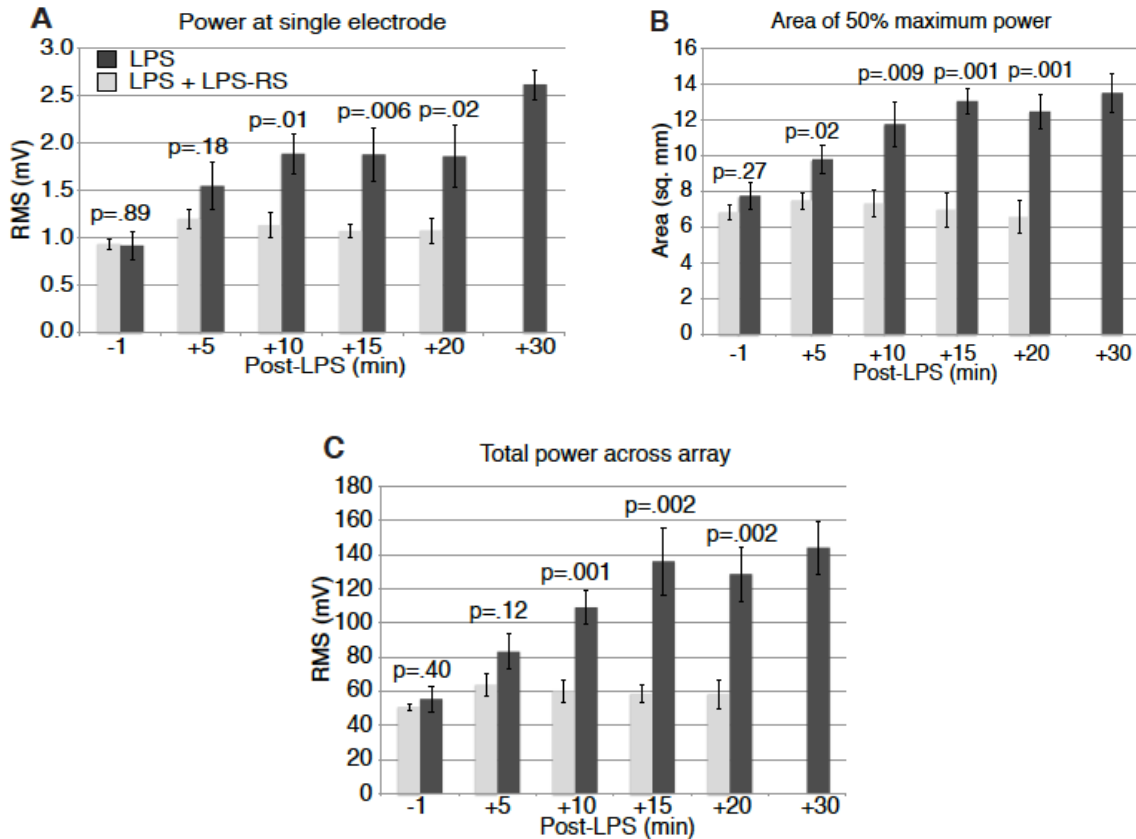 A
Power at single electrode
3.0
2.5
2.0
1.5
1.0
0.5
0.0
RMS (mV)
LPS
LPS + LPS-RS
p=.89
p=.18
p=.01
p=.006
p=.02
-1 +5 +10 +15 +20 +30
Post-LPS (min)
B
Area of 50% maximum power
16
14
12
10
8
6
4
2
0
Area (sq. mm)
p=.27
p=.02
p=.009
p=.001
p=.001
-1 +5 +10 +15 +20 +30
Post-LPS (min)
C
Total power across array
180
160
140
120
100
80
60
40
20
0
RMS (mV)
p=.40
p=.12
p=.001
p=.002
p=.002
-1 +5 +10 +15 +20 +30
Post-LPS (min)